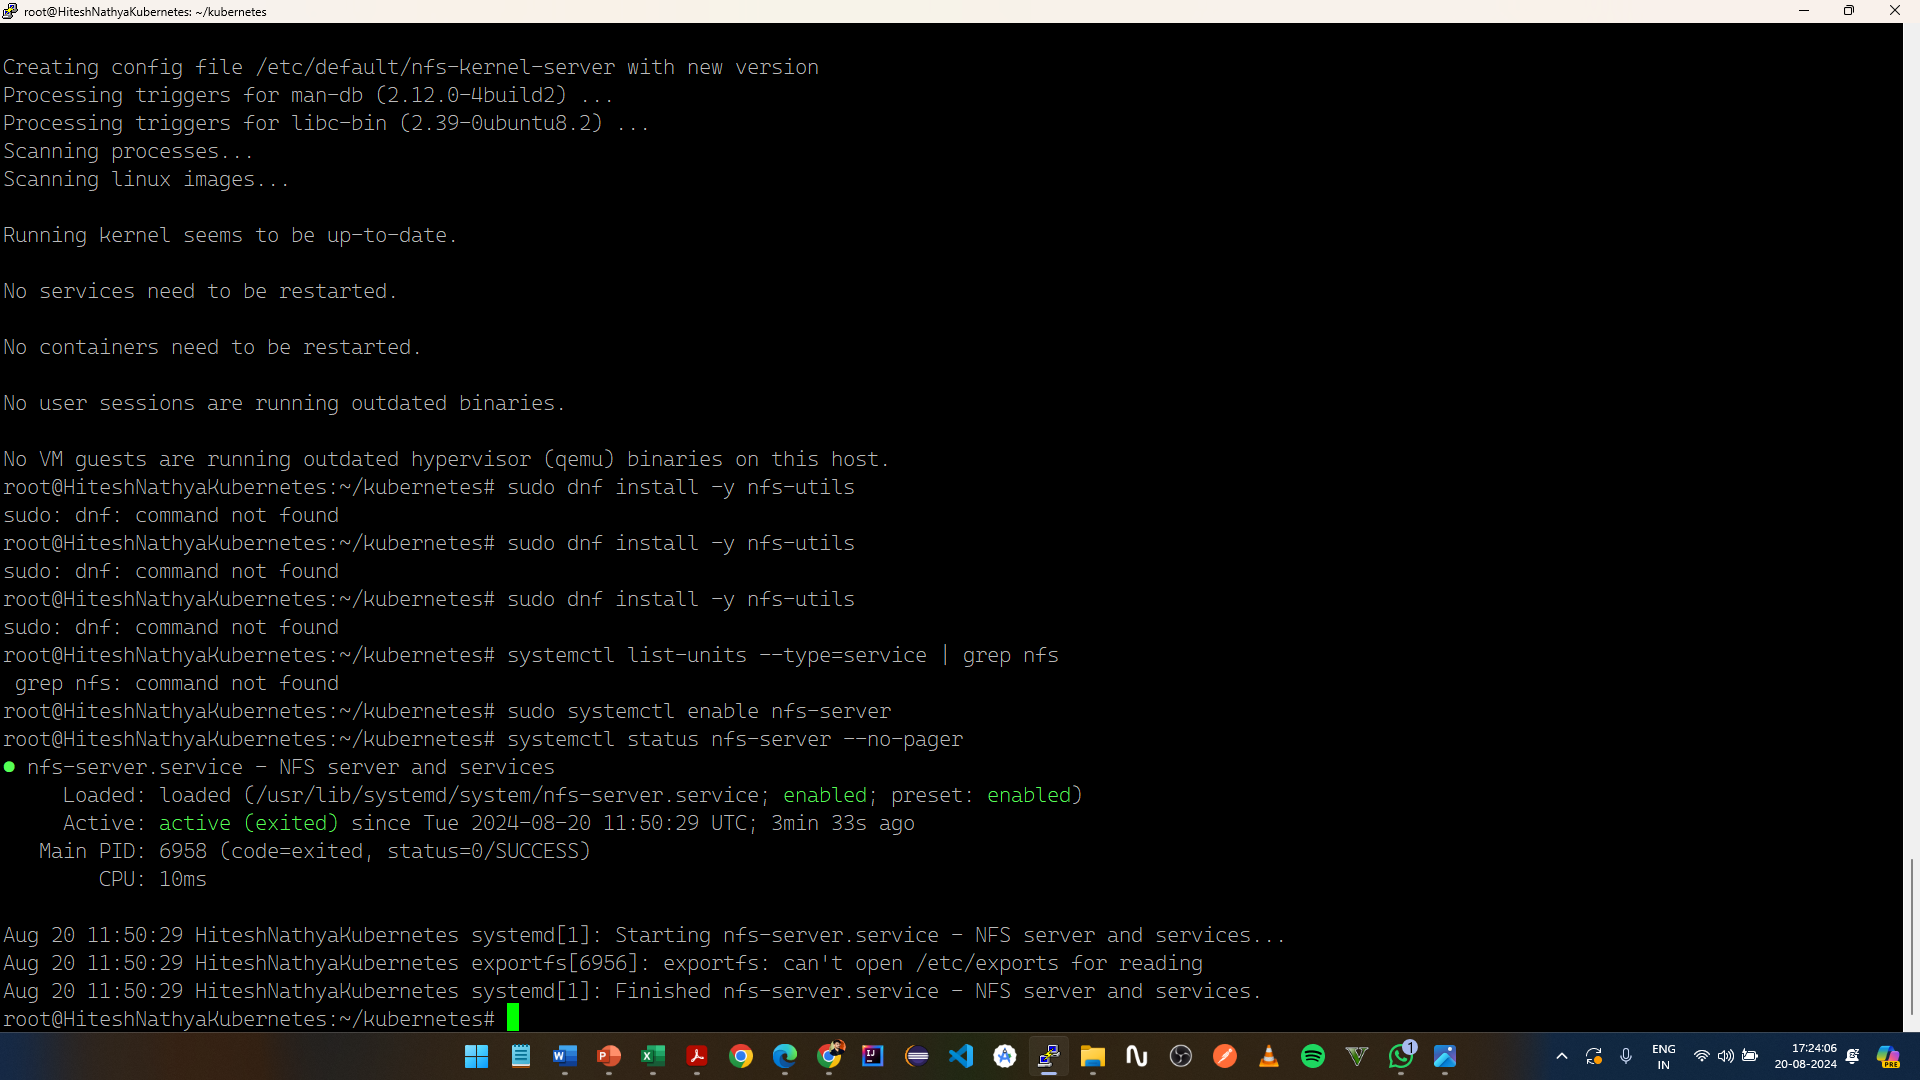 root@HiteshNathyaKubernetes: ~/kubernetes
Creating config file /etc/default/nfs-kernel-server with new version
Processing triggers for man-db (2.12.0-4build2) ...
Processing triggers for libc-bin (2.39-0ubuntu8.2) ...
Scanning processes...
Scanning linux images...
Running kernel seems to be up-to-date.
No services need to be restarted.
No containers need to be restarted.
No user sessions are running outdated binaries.
No VM guests are running outdated hypervisor (qemu) binaries on this host.
root@HiteshNathyaKubernetes:~/kubernetes# sudo dnf install -y nfs-utils
sudo: dnf: command not found
root@HiteshNathyaKubernetes:~/kubernetes# sudo dnf install -y nfs-utils
sudo: dnf: command not found
root@HiteshNathyaKubernetes:~/kubernetes# sudo dnf install -y nfs-utils
sudo: dnf: command not found
root@HiteshNathyaKubernetes:~/kubernetes# systemctl list-units --type=service | grep nfs
 grep nfs: command not found
root@HiteshNathyaKubernetes:~/kubernetes# sudo systemctl enable nfs-server
root@HiteshNathyaKubernetes:~/kubernetes# systemctl status nfs-server --no-pager
● nfs-server.service - NFS server and services
     Loaded: loaded (/usr/lib/systemd/system/nfs-server.service; enabled; preset: enabled)
     Active: active (exited) since Tue 2024-08-20 11:50:29 UTC; 3min 33s ago
   Main PID: 6958 (code=exited, status=0/SUCCESS)
        CPU: 10ms
Aug 20 11:50:29 HiteshNathyaKubernetes systemd[1]: Starting nfs-server.service - NFS server and services...
Aug 20 11:50:29 HiteshNathyaKubernetes exportfs[6956]: exportfs: can't open /etc/exports for reading
Aug 20 11:50:29 HiteshNathyaKubernetes systemd[1]: Finished nfs-server.service - NFS server and services.
root@HiteshNathyaKubernetes:~/kubernetes#
1
ENG
IN
17:24:06
20-08-2024
PRE